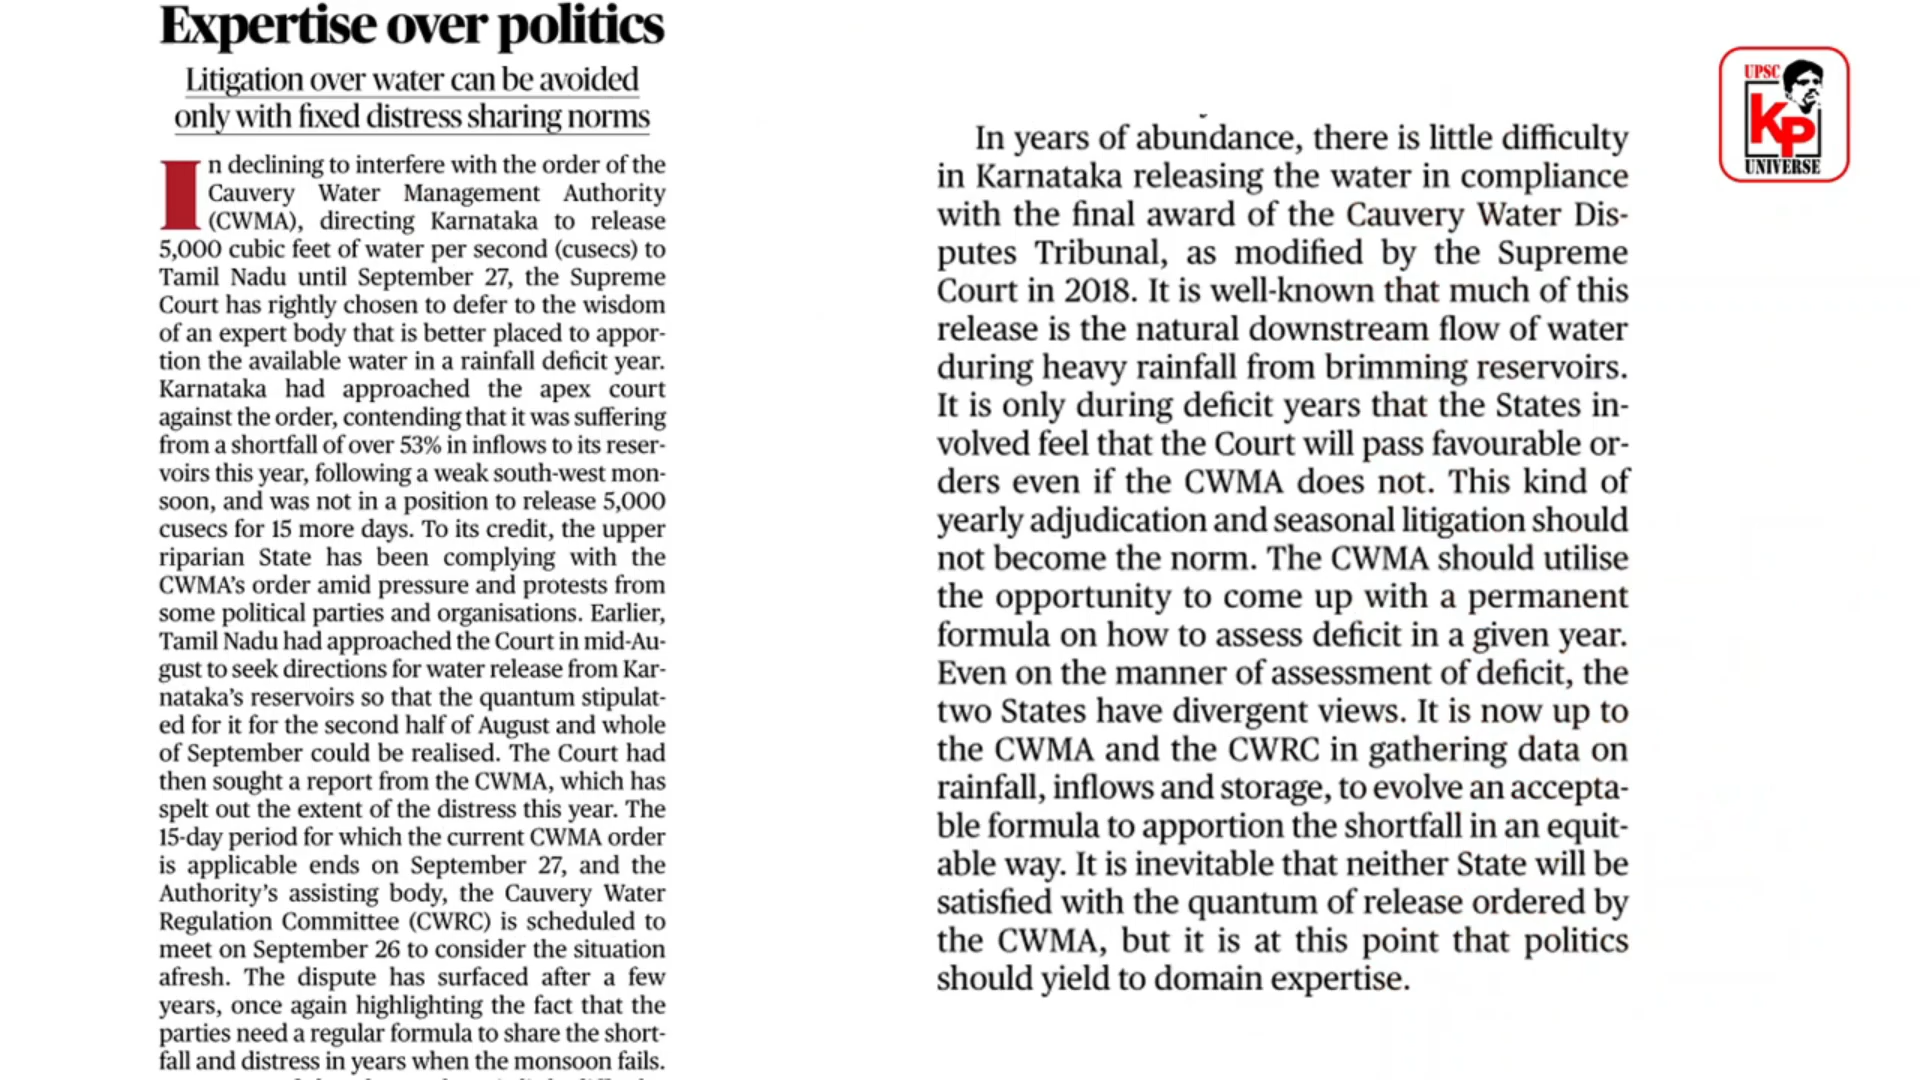 Expertise over politics
Litigation over water can be avoided
only with fixed distress sharing norms
In declining to interfere with the order of the
Cauvery Water Management Authority
(CWMA), directing Karnataka to release
5,000 cubic feet of water per second (cusecs) to
Tamil Nadu until September 27, the Supreme
Court has rightly chosen to defer to the wisdom
of an expert body that is better placed to appor-
tion the available water in a rainfall deficit year.
Karnataka had approached the apex court
against the order, contending that it was suffering
from a shortfall of over 53% in inflows to its reser-
voirs this year, following a weak south-west mon-
soon, and was not in a position to release 5,000
cusecs for 15 more days. To its credit, the upper
riparian State has been complying with the
CWMA's order amid pressure and protests from
some political parties and organisations. Earlier,
Tamil Nadu had approached the Court in mid-Au-
gust to seek directions for water release from Kar-
nataka's reservoirs so that the quantum stipulat-
ed for it for the second half of August and whole
of September could be realised. The Court had
then sought a report from the CWMA, which has
spelt out the extent of the distress this year. The
15-day period for which the current CWMA order
is applicable ends on September 27, and the
Authority's assisting body, the Cauvery Water
Regulation Committee (CWRC) is scheduled to
meet on September 26 to consider the situation
afresh. The dispute has surfaced after a few
years, once again highlighting the fact that the
parties need a regular formula to share the short-
fall and distress in years when the monsoon fails.
In years of abundance, there is little difficulty
in Karnataka releasing the water in compliance
with the final award of the Cauvery Water Dis-
putes Tribunal, as modified by the Supreme
Court in 2018. It is well-known that much of this
release is the natural downstream flow of water
during heavy rainfall from brimming reservoirs.
It is only during deficit years that the States in-
volved feel that the Court will pass favourable or-
ders even if the CWMA does not. This kind of
yearly adjudication and seasonal litigation should
not become the norm. The CWMA should utilise
the opportunity to come up with a permanent
formula on how to assess deficit in a given year.
Even on the manner of assessment of deficit, the
two States have divergent views. It is now up to
the CWMA and the CWRC in gathering data on
rainfall, inflows and storage, to evolve an accepta-
ble formula to apportion the shortfall in an equit-
able way. It is inevitable that neither State will be
satisfied with the quantum of release ordered by
the CWMA, but it is at this point that politics
should yield to domain expertise.
UPSC
KP
UNIVERSE